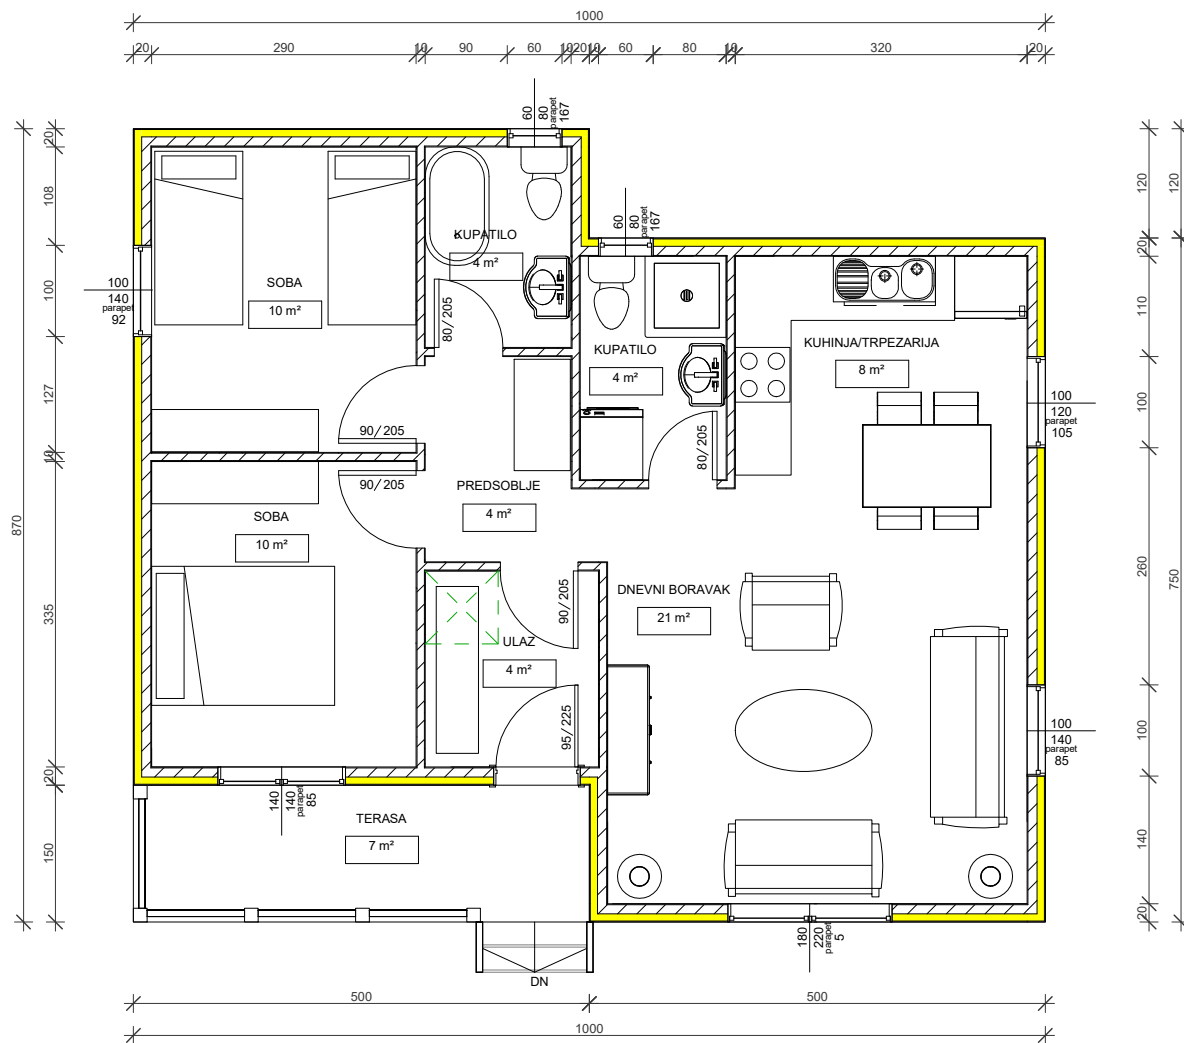 1000
20 290 10 90 60 10 20 10 60 80 10 320 20
60
80
parapet
167
60
80
parapet
167
20
108
100
127
10
335
20
150
870
120
20
110
100
260
100
140
20
120
750
KUPATILO
4 m²
SOBA
10 m²
100
140
parapet
92
80/205
KUPATILO
4 m²
KUHINJA/TRPEZARIJA
8 m²
100
120
parapet
105
90/205
80/205
90/205
PREDSOBLJE
4 m²
SOBA
10 m²
90/205
DNEVNI BORAVAK
21 m²
ULAZ
4 m²
95/225
100
140
parapet
85
140
140
parapet
85
TERASA
7 m²
180
220
parapet
5
DN
500 500
1000